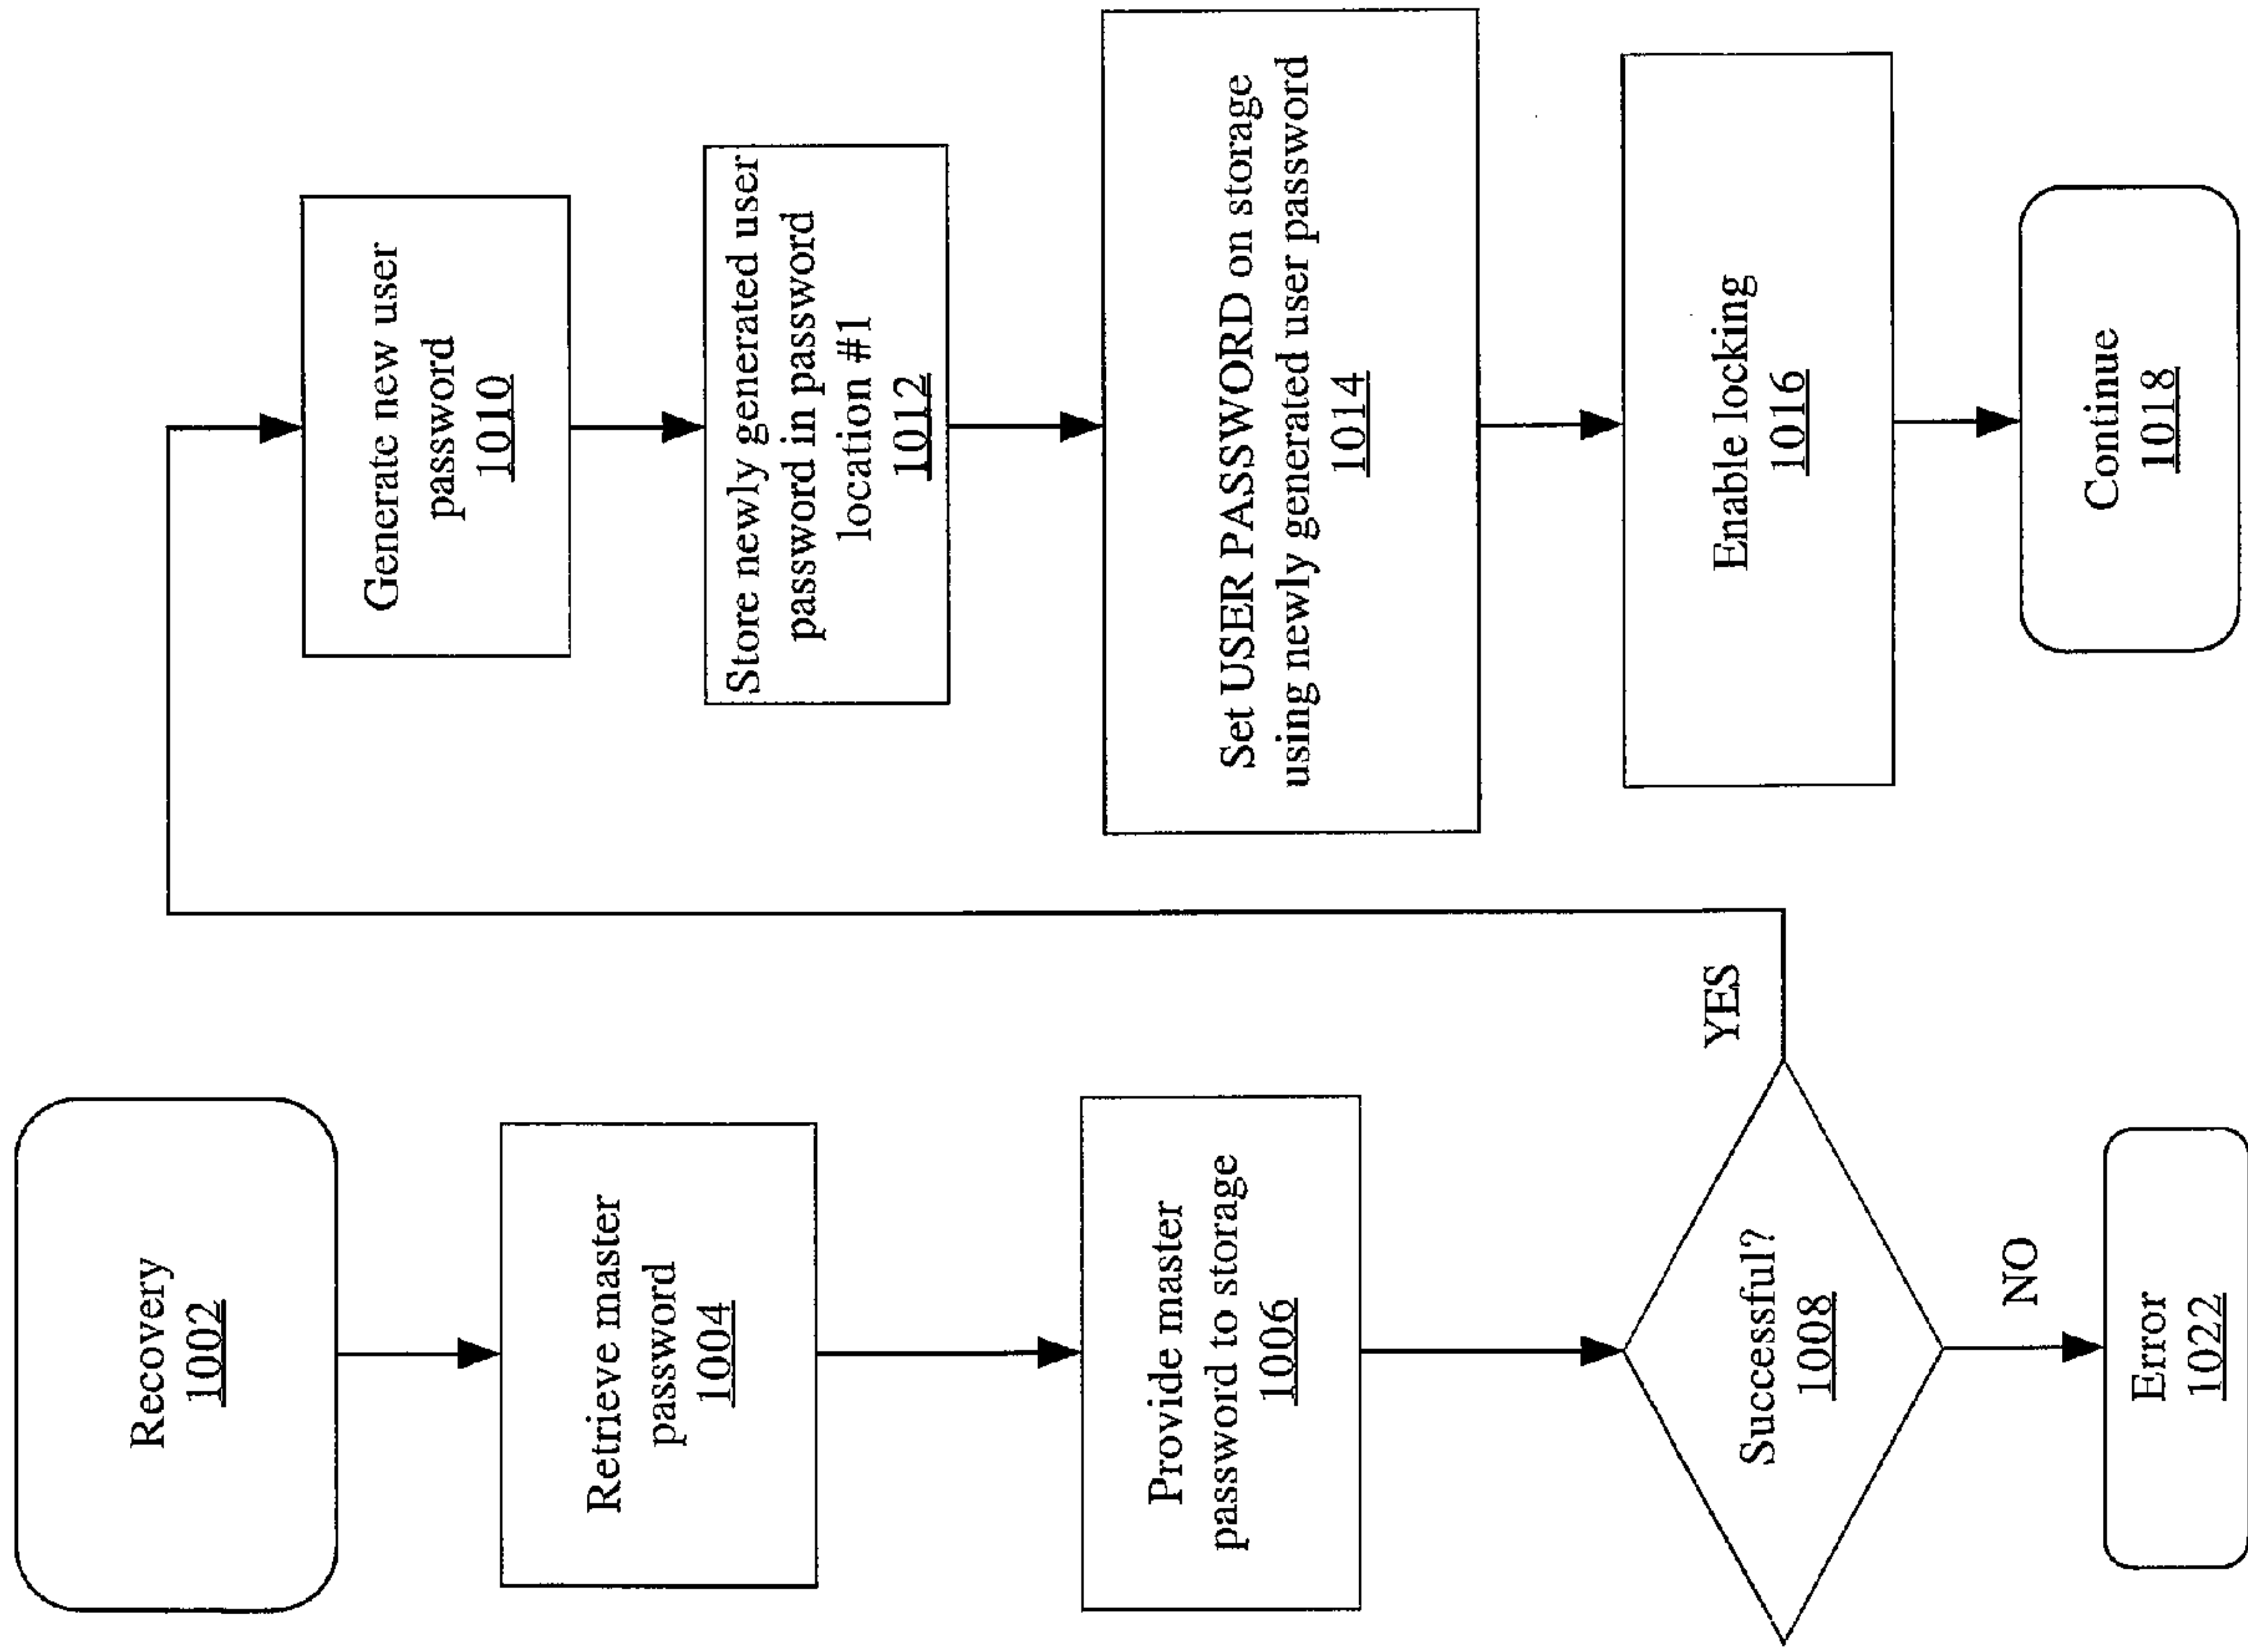 Recovery
1002
Retrieve master
password
1004
Provide master
password to storage
1006
Successful?
1008
YES
NO
Error
1022
Generate new user
password
1010
Store newly generated user
password in password
location #1
1012
Set USER PASSWORD on storage
using newly generated user password
1014
Enable locking
1016
Continue
1018